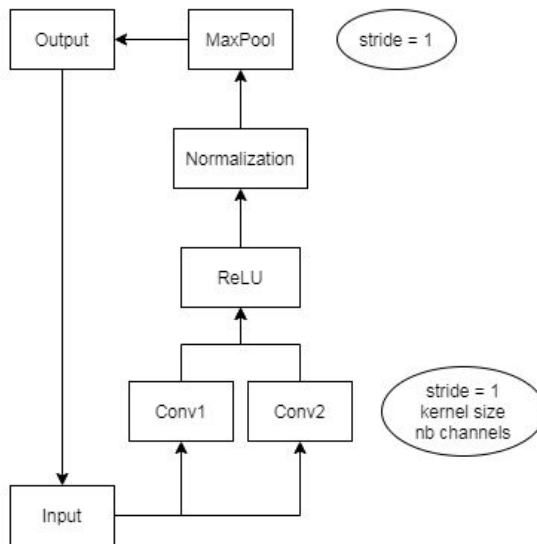 Output
MaxPool
stride = 1
Normalization
ReLU
Conv1
Conv2
stride = 1
kernel size
nb channels
Input